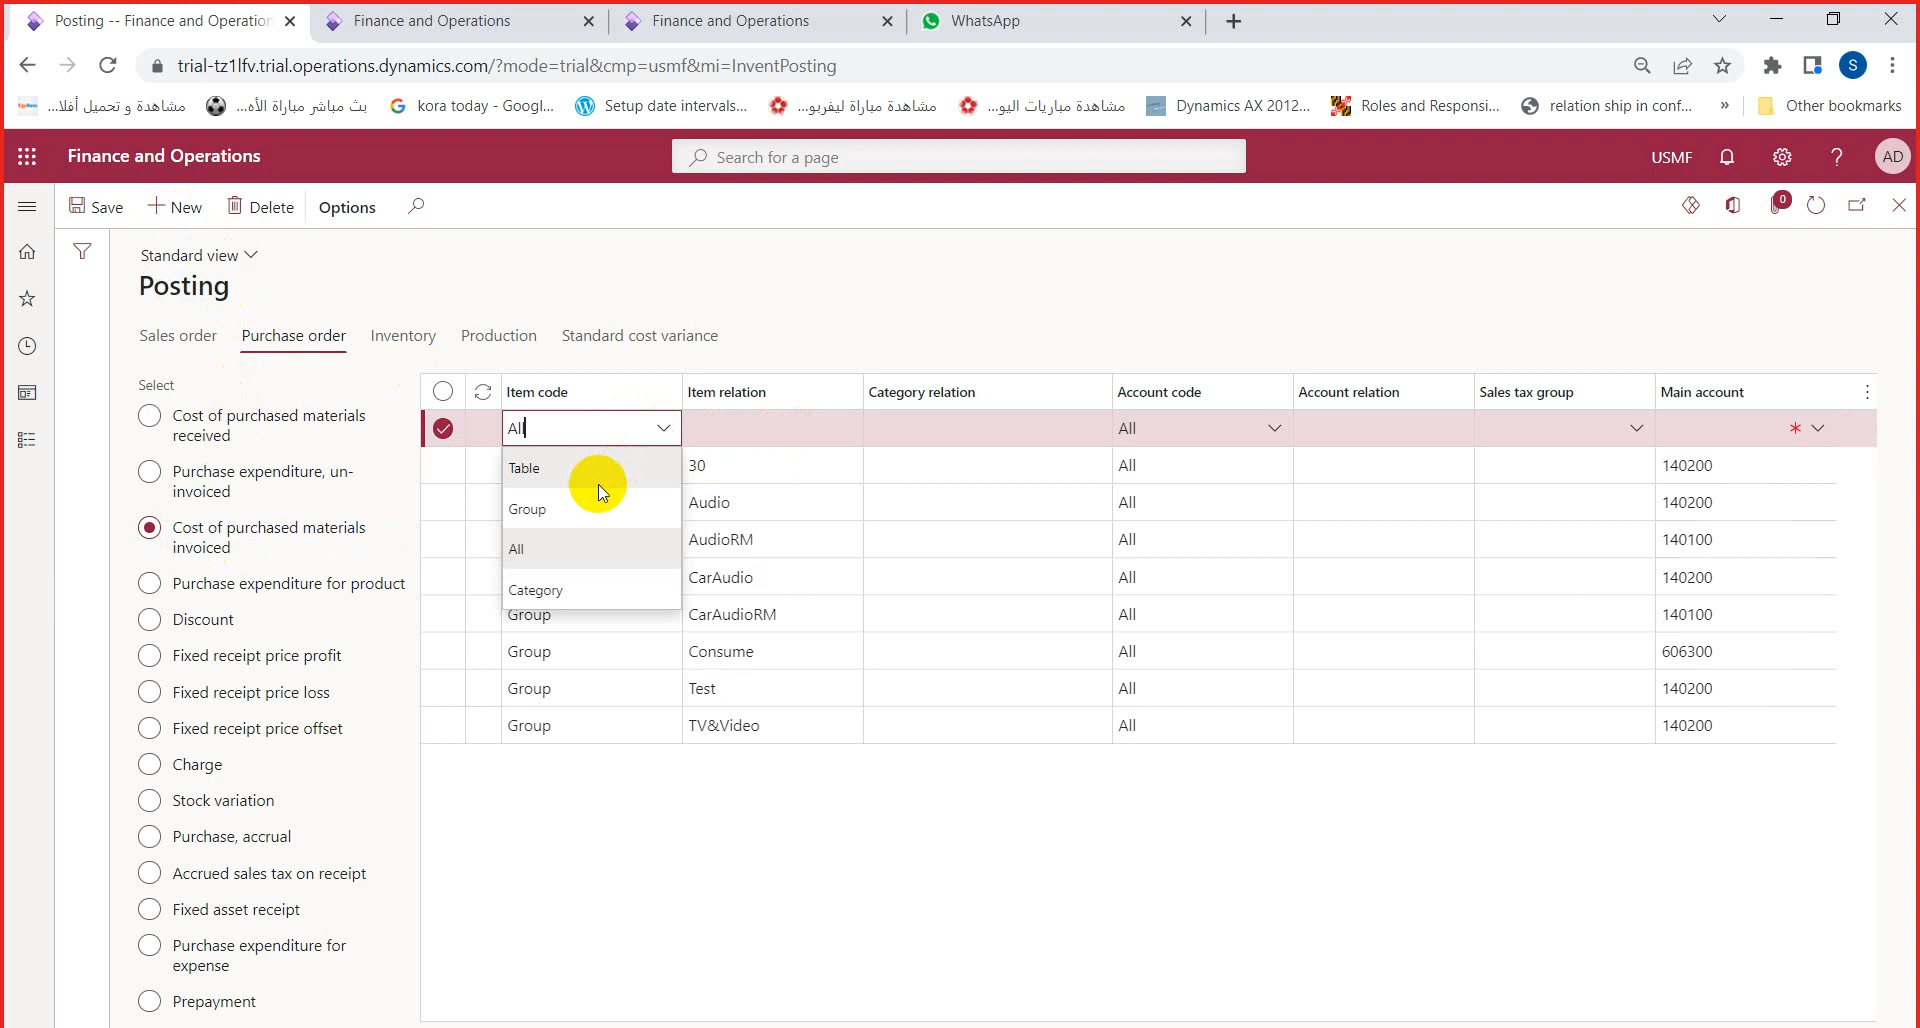 Posting -- Finance and Operation
Finance and Operations
Finance and Operations
WhatsApp
trial-tz1lfv.trial.operations.dynamics.com/?mode=trial&cmp=usmf&mi=InventPosting
S
مشاهدة و تحميل أفلا...
بث مباشر مباراة الأه...
kora today - Googl...
Setup date intervals...
مشاهدة مباراة ليفربو...
مشاهدة مباريات اليو...
Dynamics AX 2012...
Roles and Responsi...
relation ship in conf...
»
Other bookmarks
Finance and Operations
Search for a page
USMF
?
AD
Save
New
Delete
Options
0
Standard view
Posting
Sales order
Purchase order
Inventory
Production
Standard cost variance
Select
Cost of purchased materials
received
Purchase expenditure, un-
invoiced
Cost of purchased materials
invoiced
Purchase expenditure for product
Discount
Fixed receipt price profit
Fixed receipt price loss
Fixed receipt price offset
Charge
Stock variation
Purchase, accrual
Accrued sales tax on receipt
Fixed asset receipt
Purchase expenditure for
expense
Prepayment
Item code Item relation Category relation Account code Account relation Sales tax group Main account
All All *
Table
Group
All
Category
30 All 140200
Audio All 140200
AudioRM All 140100
CarAudio All 140200
Group CarAudioRM All 140100
Group Consume All 606300
Group Test All 140200
Group TV&Video All 140200